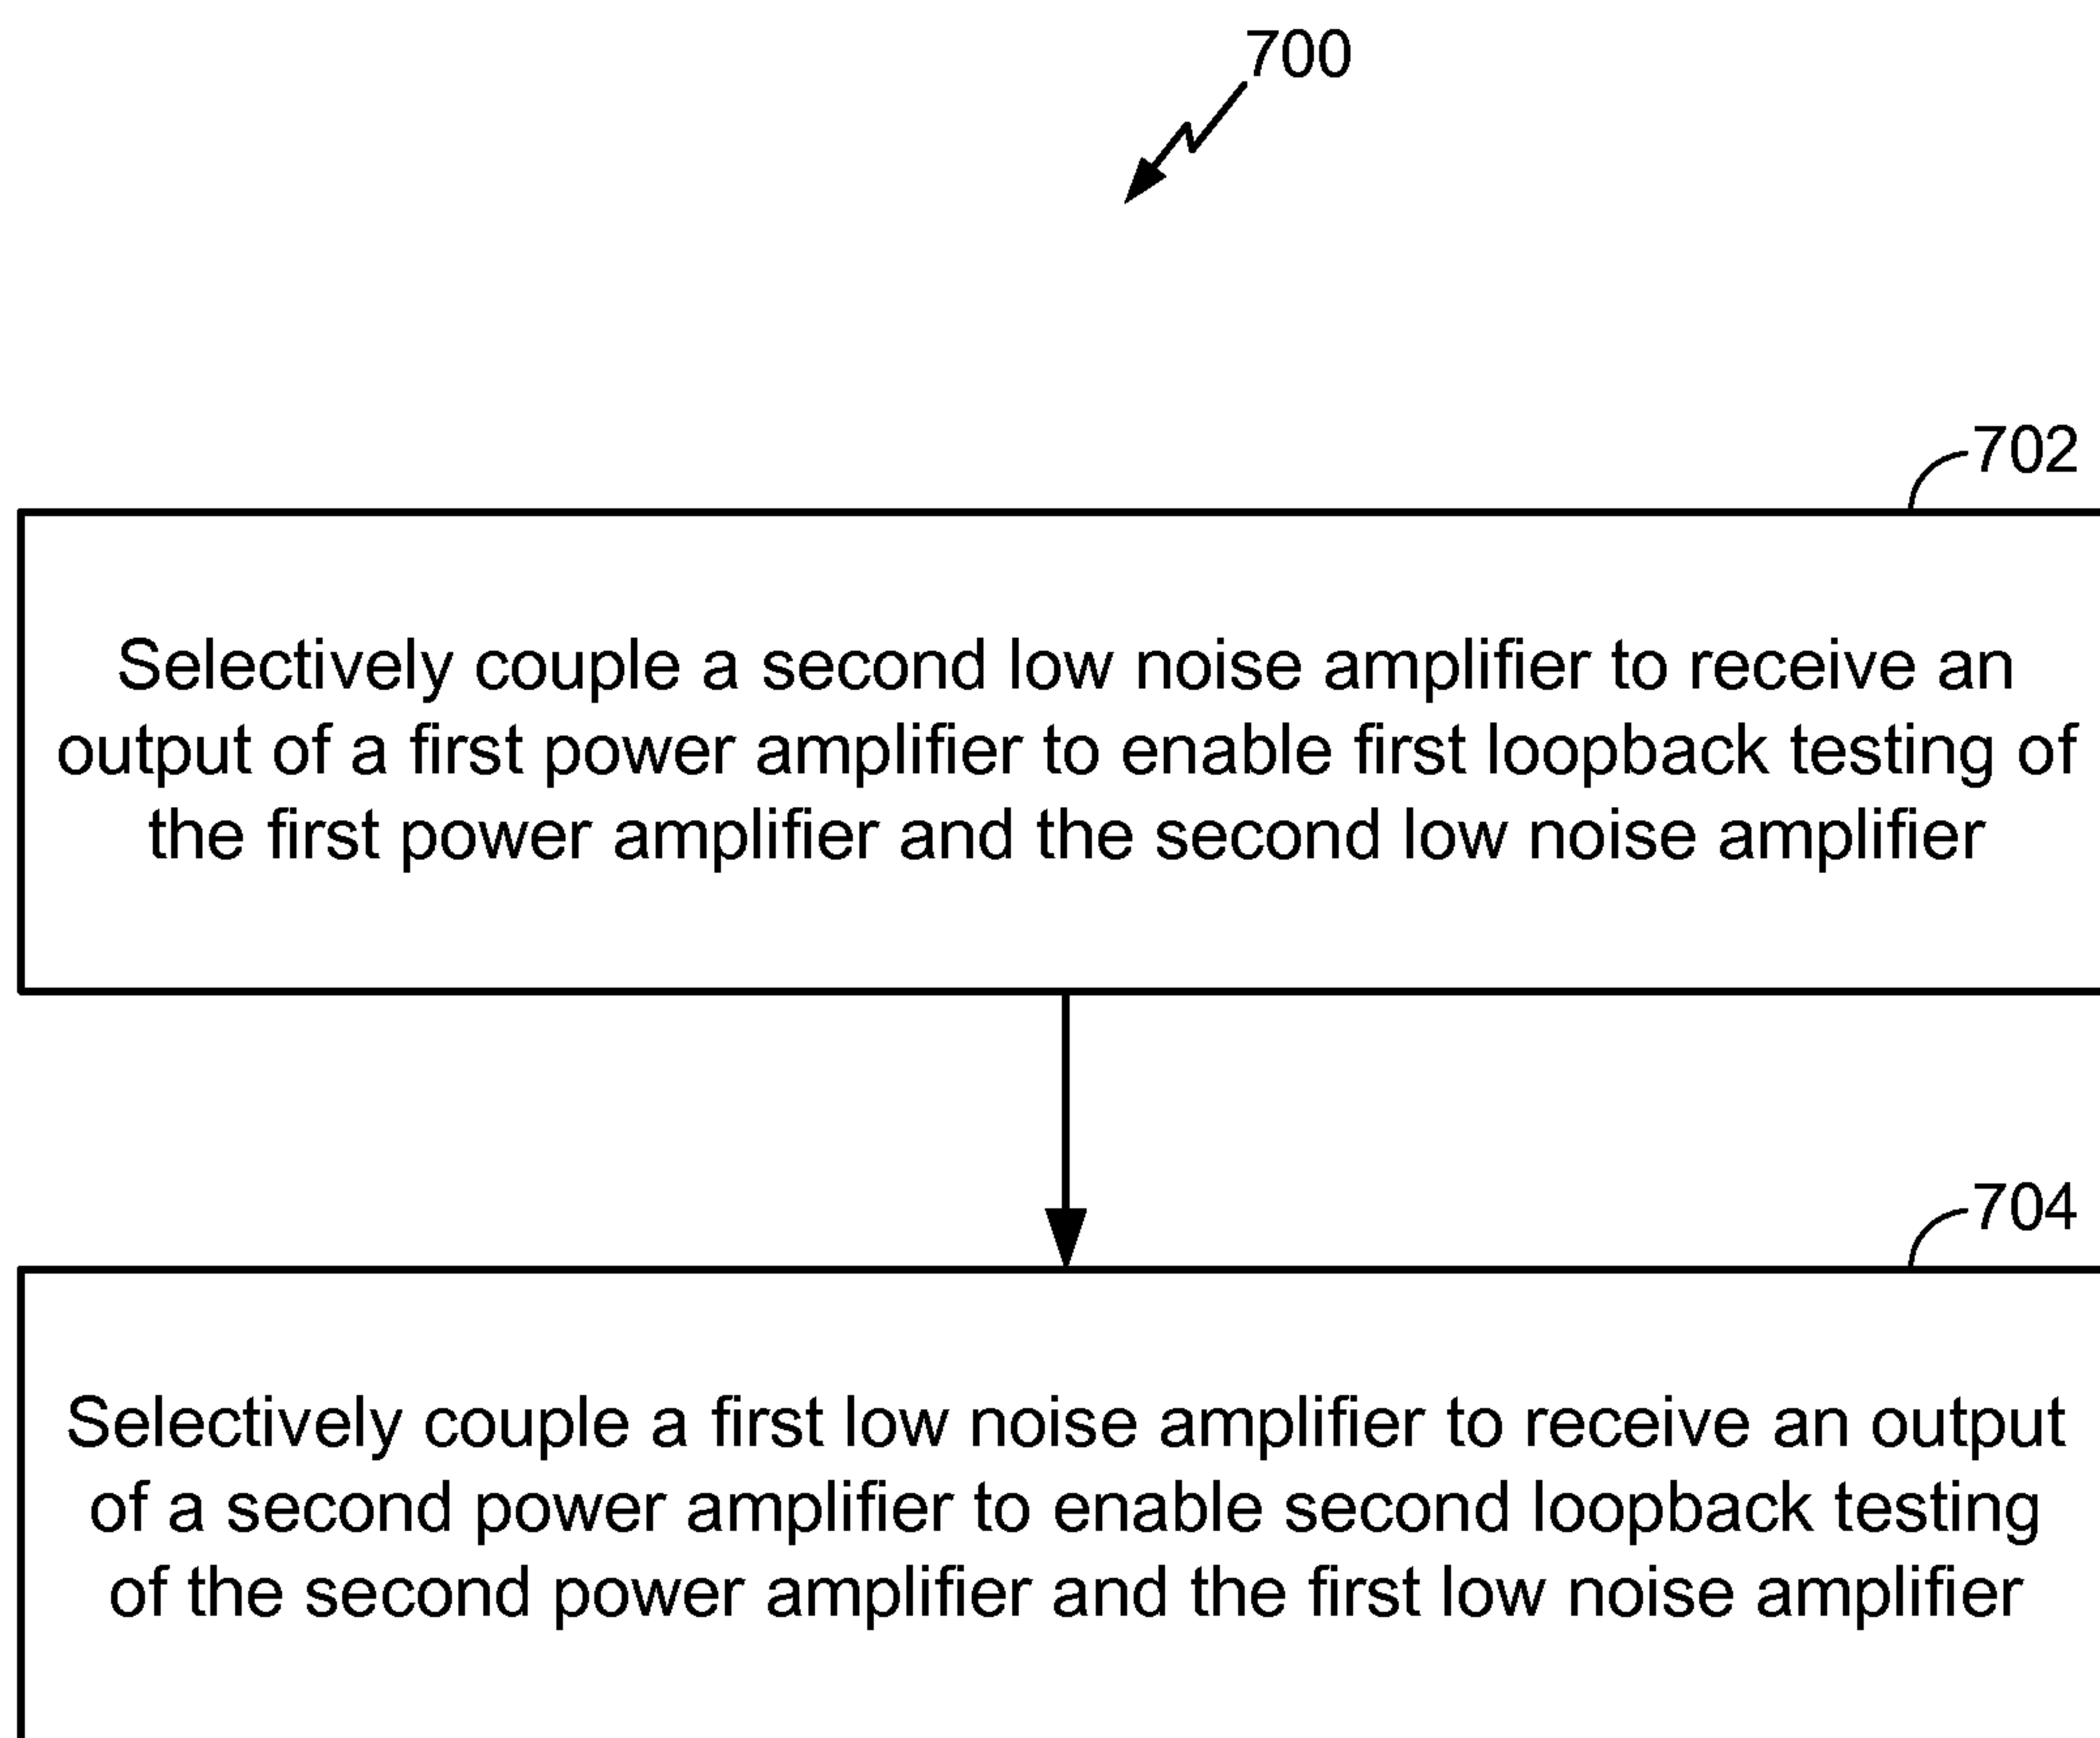 700
702
Selectively couple a second low noise amplifier to receive an
output of a first power amplifier to enable first loopback testing of
the first power amplifier and the second low noise amplifier
704
Selectively couple a first low noise amplifier to receive an output
of a second power amplifier to enable second loopback testing
of the second power amplifier and the first low noise amplifier